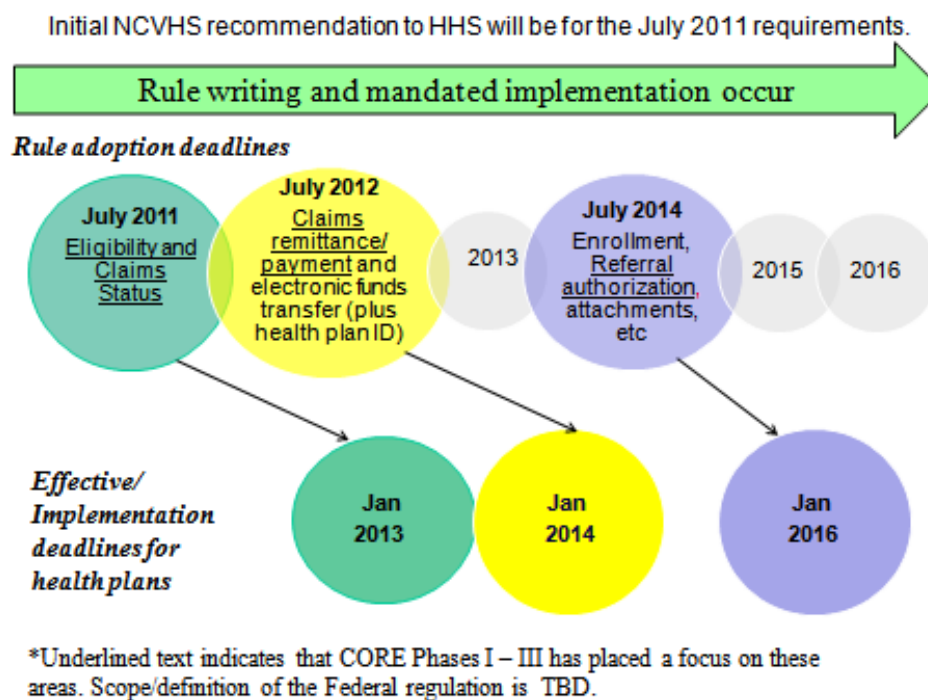 Initial NCVHS recommendation to HHS will be for the July 2011 requirements.
Rule writing and mandated implementation occur
Rule adoption deadlines
July 2011
Eligibility and
Claims
Status
July 2012
Claims
remittance/
payment and
electronic funds
transfer (plus
health plan ID)
2013
July 2014
Enrollment,
Referral
authorization,
attachments,
etc
2015
2016
Effective/
Implementation
deadlines for
health plans
Jan
2013
Jan
2014
Jan
2016
*Underlined text indicates that CORE Phases I – III has placed a focus on these
areas. Scope/definition of the Federal regulation is TBD.